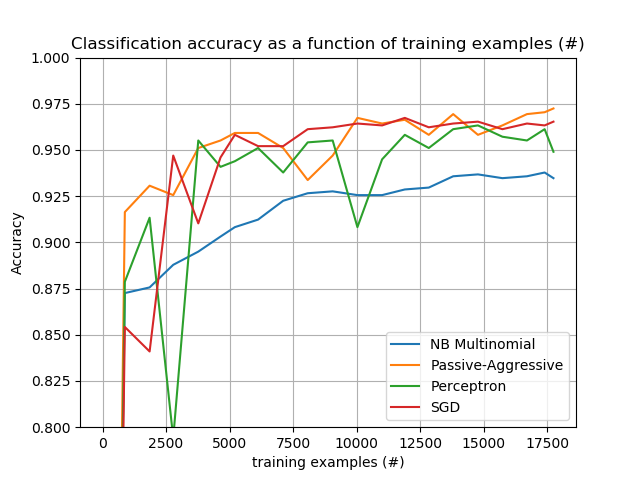 Classification accuracy as a function of training examples (#)
1.000
0.975
0.950
0.925
0.900
0.875
0.850
0.825
0.800
Accuracy
NB Multinomial
Passive-Aggressive
Perceptron
SGD
0 2500 5000 7500 10000 12500 15000 17500
training examples (#)